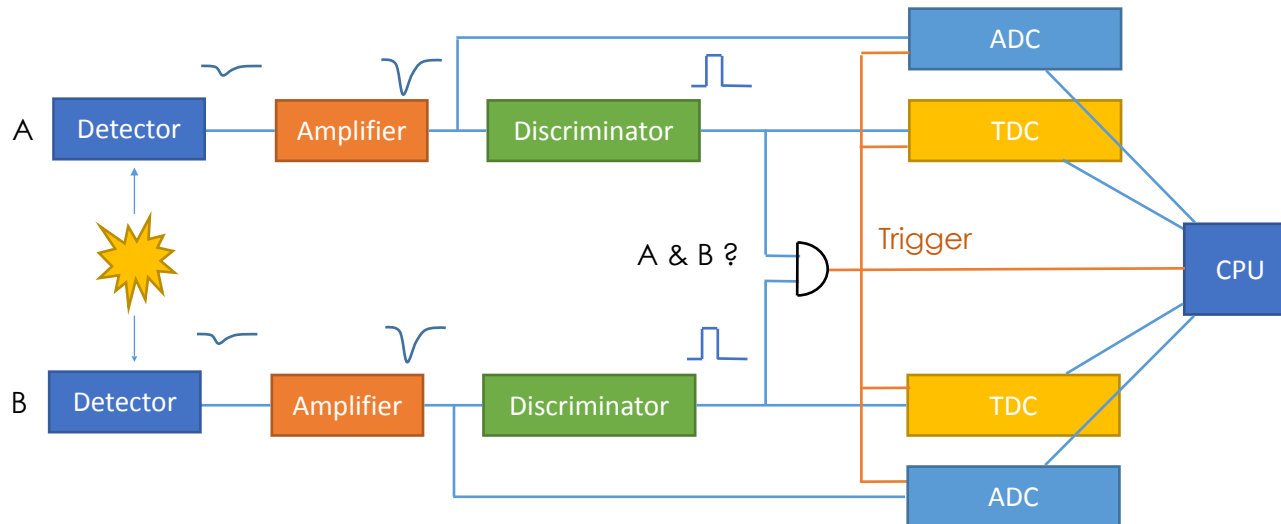 ADC
A
Detector
Amplifier
Discriminator
TDC
A & B ?
Trigger
CPU
B
Detector
Amplifier
Discriminator
TDC
ADC